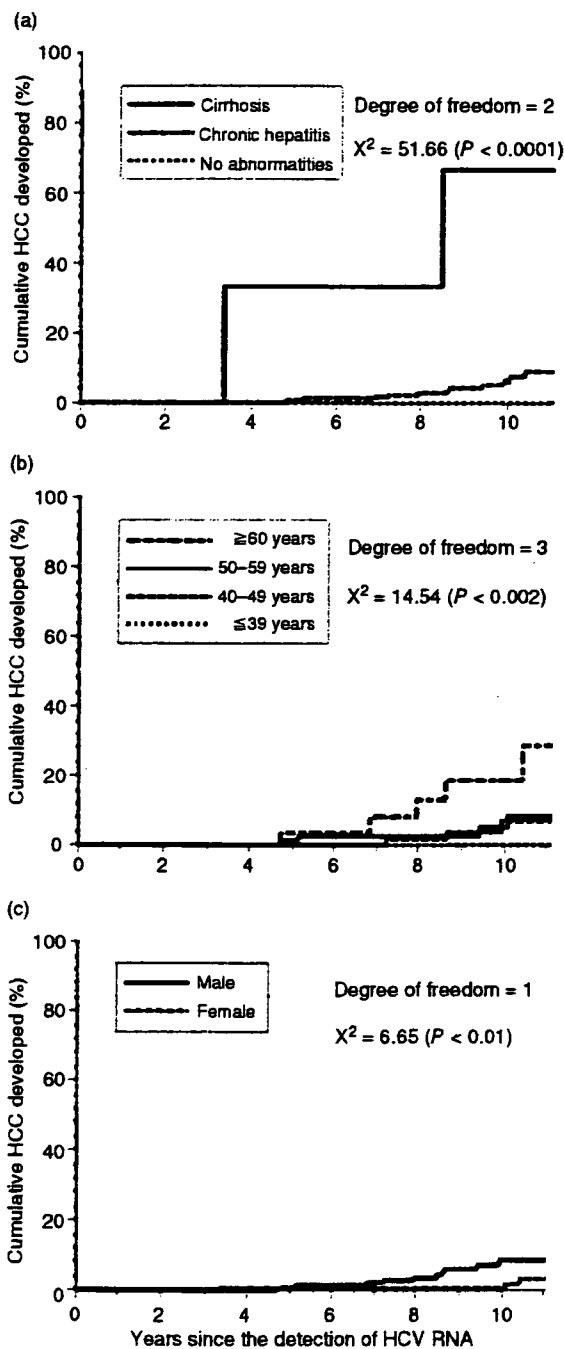 (a)
100
80
60
40
20
0
Cumulative HCC developed (%)
Cirrhosis
Chronic hepatitis
No abnormatities
Degree of freedom = 2
X² = 51.66 (P < 0.0001)
0 2 4 6 8 10
(b)
100
80
60
40
20
0
Cumulative HCC developed (%)
≧60 years
50–59 years
40–49 years
≦39 years
Degree of freedom = 3
X² = 14.54 (P < 0.002)
0 2 4 6 8 10
(c)
100
80
60
40
20
0
Cumulative HCC developed (%)
Male
Female
Degree of freedom = 1
X² = 6.65 (P < 0.01)
0 2 4 6 8 10
Years since the detection of HCV RNA